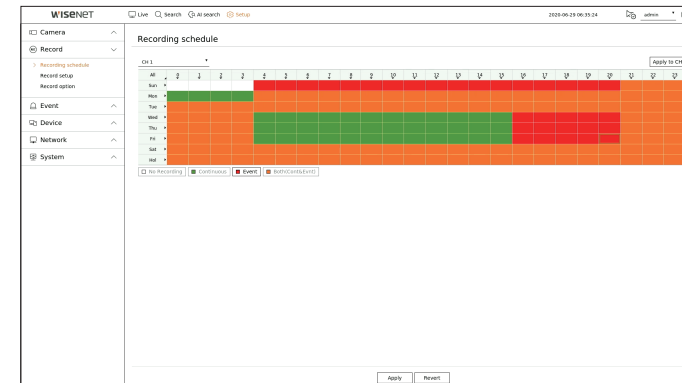 WISENET
Live Search AI search Setup
2020-06-29 06:35:24
admin
Camera
Record
Recording schedule
Record setup
Record option
Event
Device
Network
System
Recording schedule
CH 1
Apply to CH
All 0 1 2 3 4 5 6 7 8 9 10 11 12 13 14 15 16 17 18 19 20 21 22 23
Sun
Mon
Tue
Wed
Thu
Fri
Sat
Hol
No Recording Continuous Event Both(Cont&Evnt)
Apply Revert